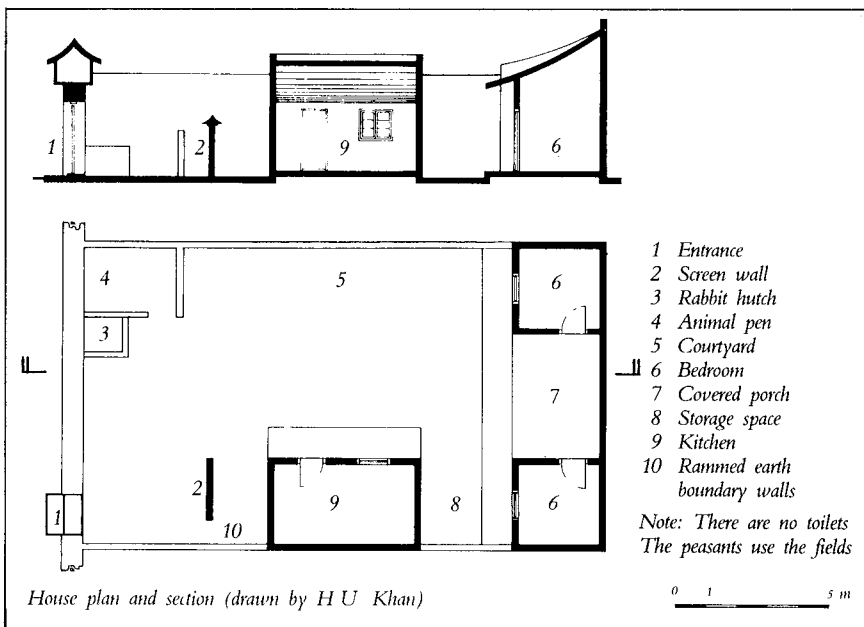 1
2
9
6
4
5
6
3
7
2
9
8
6
1
10
1 Entrance
2 Screen wall
3 Rabbit hutch
4 Animal pen
5 Courtyard
6 Bedroom
7 Covered porch
8 Storage space
9 Kitchen
10 Rammed earth
boundary walls
Note: There are no toilets
The peasants use the fields
House plan and section (drawn by H U Khan)
0 1 5 m